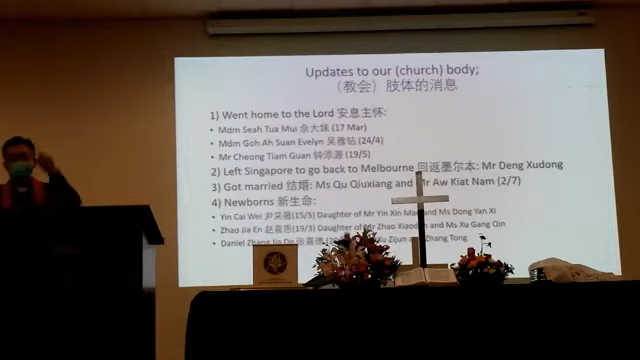 Updates to our (church) body;
（教会）肢体的消息
1) Went home to the Lord 安息主怀:
• Mdm Seah Tua Mui 佘大妹 (17 Mar)
• Mdm Goh Ah Suan Evelyn 吴雅钻 (24/4)
• Mr Cheong Tiam Guan 钟添源 (19/5)
2) Left Singapore to go back to Melbourne 回返墨尔本: Mr Deng Xudong
3) Got married 结婚: Ms Qu Qiuxiang and Mr Aw Kiat Nam (2/7)
4) Newborns 新生命:
• Yin Cai Wei 尹采薇(15/5) Daughter of Mr Yin Xin and Ms Dong Yan Xi
• Zhao Jia En 赵嘉恩(19/3) Daughter of Mr Zhao and Ms Xu Gang Qin
• Daniel Zhang Jia De 张嘉德 Xu Zijun Zhang Tong